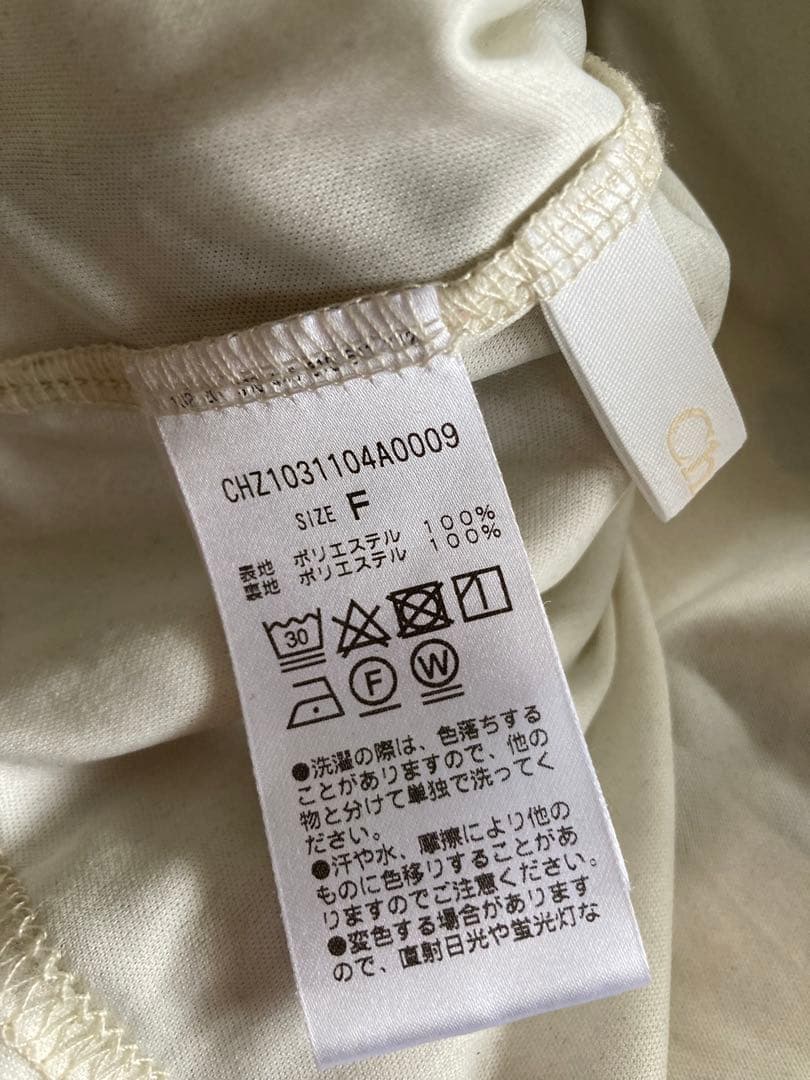 CHZ1031104A0009
SIZE F
表地 ポリエステル 100%
裏地 ポリエステル 100%
30
F W
●洗濯の際は、色落ちする
ことがありますので、他の
物と分けて単独で洗ってく
ださい。
●汗や水、摩擦により他の
ものに色移りすることがあ
りますのでご注意ください。
●変色する場合があります
ので、直射日光や蛍光灯な